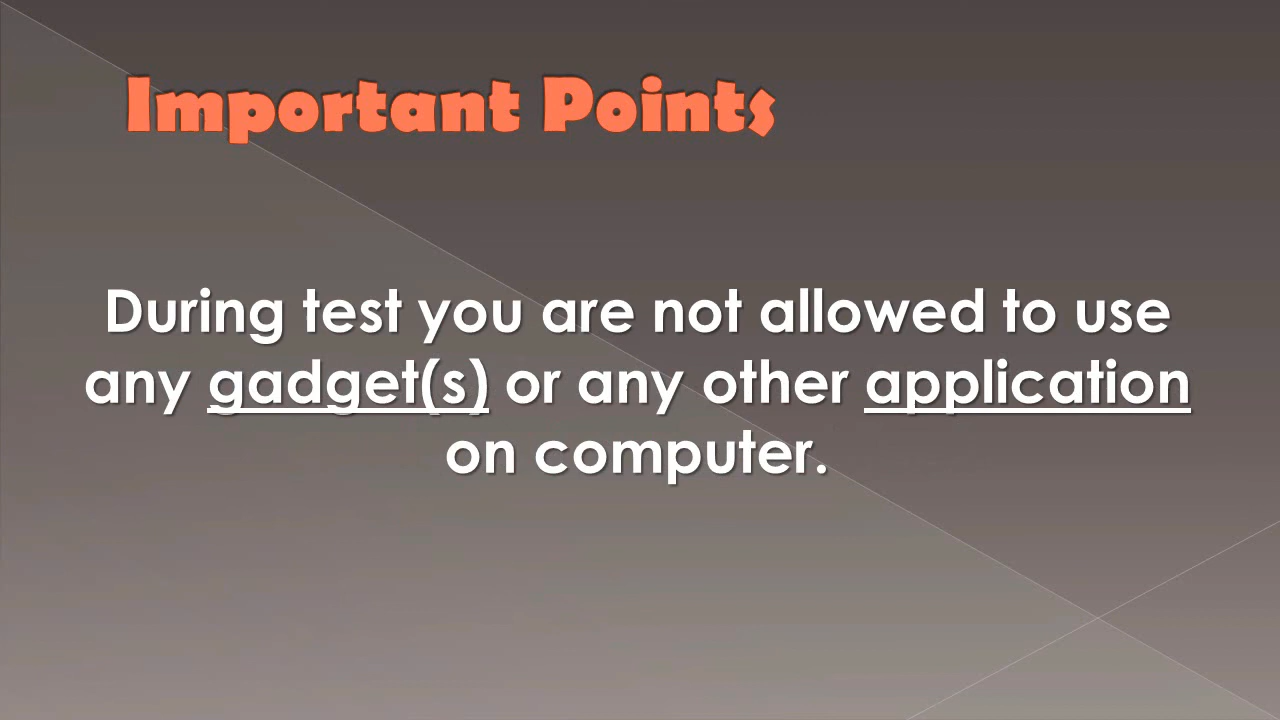 Important Points
During test you are not allowed to use
any gadget(s) or any other application
on computer.